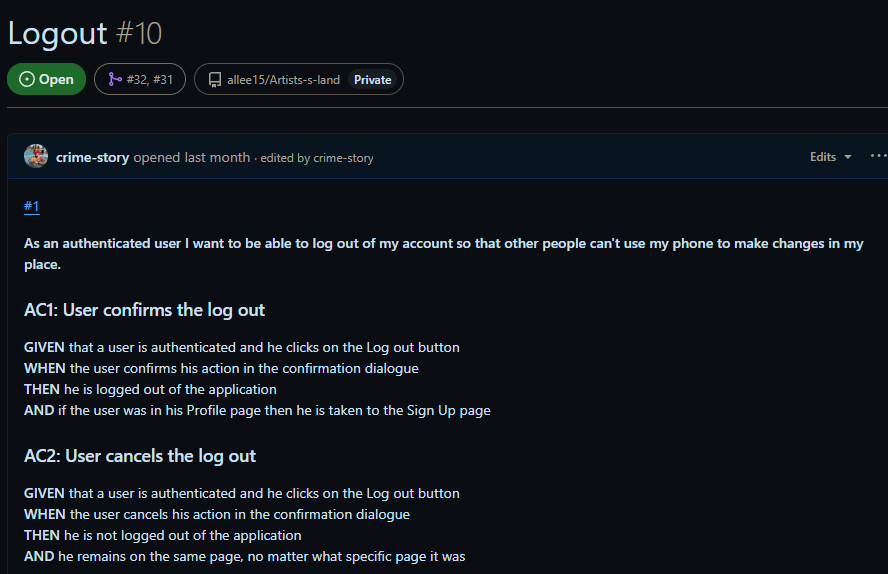 Logout #10
Open #32, #31 allee15/Artists-s-land Private
crime-story opened last month · edited by crime-story Edits
#1
As an authenticated user I want to be able to log out of my account so that other people can't use my phone to make changes in my
place.
AC1: User confirms the log out
GIVEN that a user is authenticated and he clicks on the Log out button
WHEN the user confirms his action in the confirmation dialogue
THEN he is logged out of the application
AND if the user was in his Profile page then he is taken to the Sign Up page
AC2: User cancels the log out
GIVEN that a user is authenticated and he clicks on the Log out button
WHEN the user cancels his action in the confirmation dialogue
THEN he is not logged out of the application
AND he remains on the same page, no matter what specific page it was